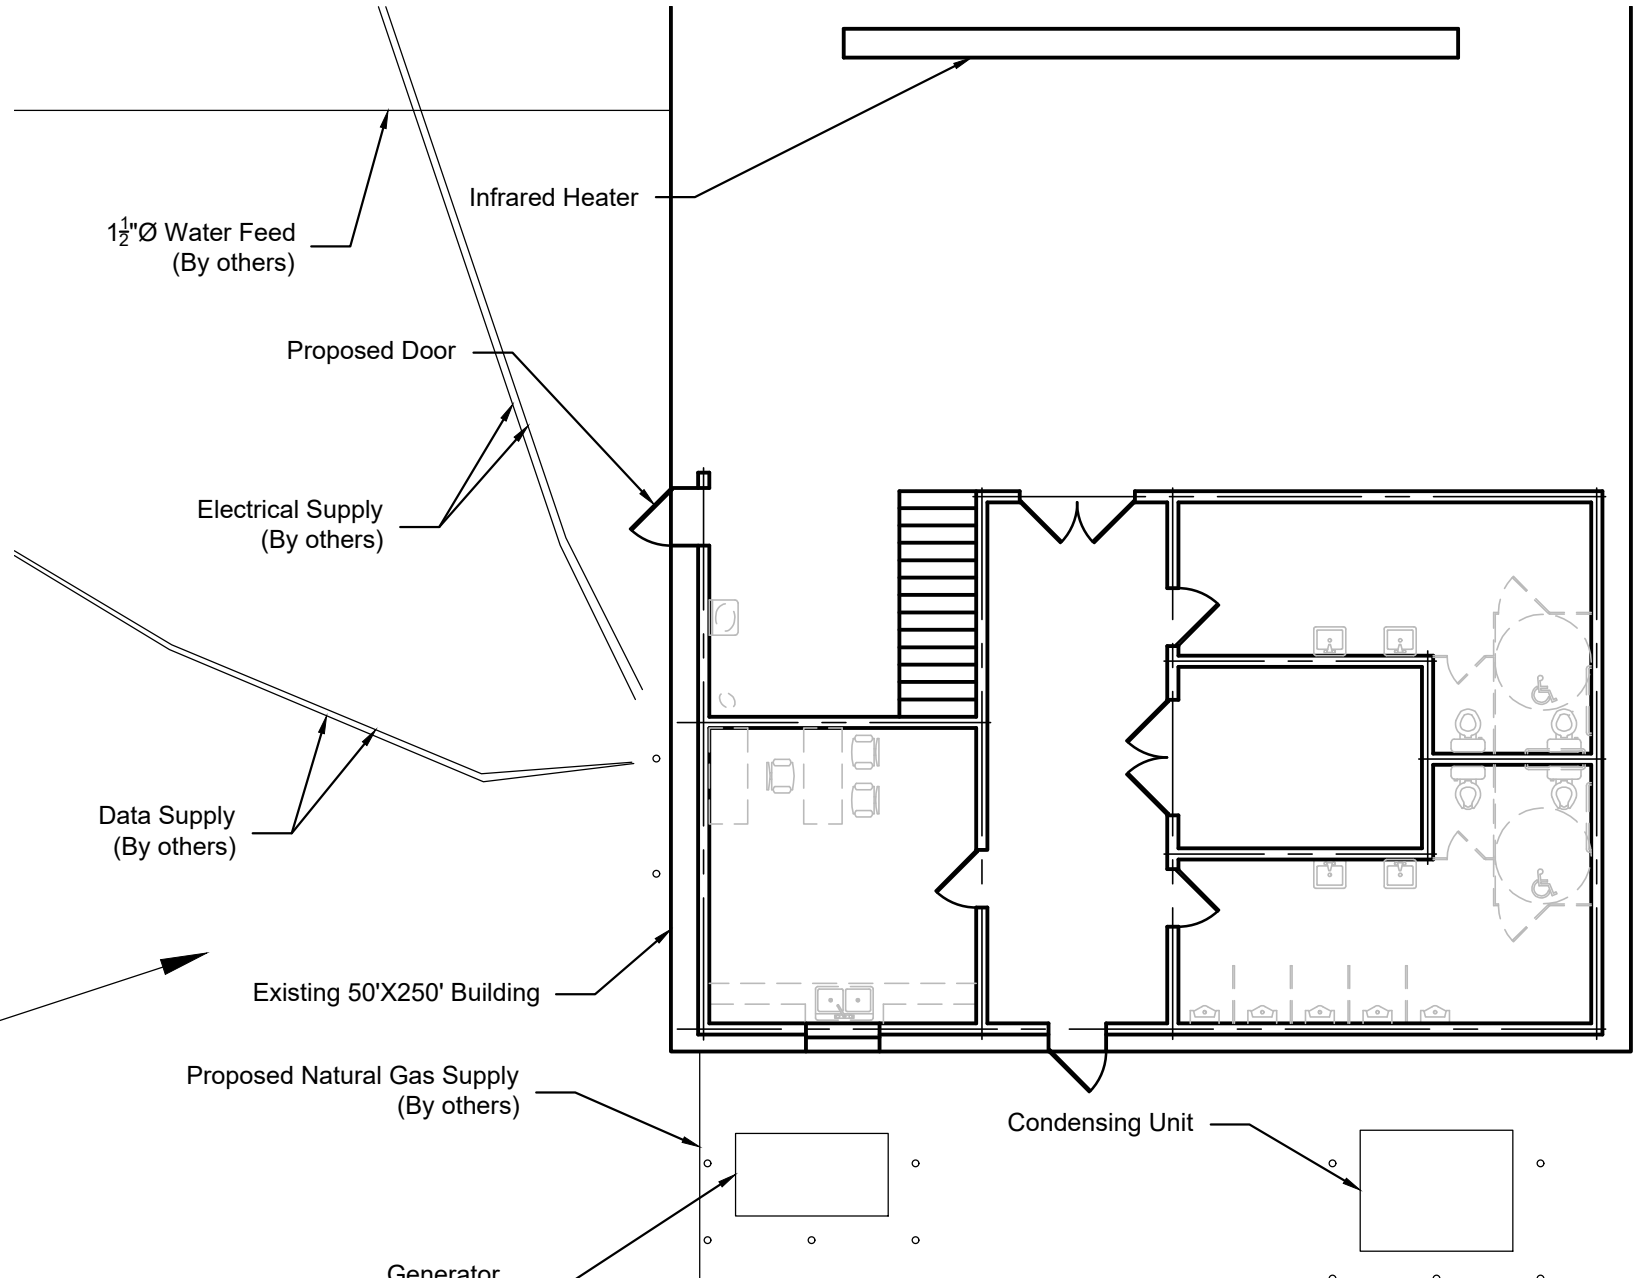 Infrared Heater
1½"Ø Water Feed
(By others)
Proposed Door
Electrical Supply
(By others)
Data Supply
(By others)
Existing 50'X250' Building
Proposed Natural Gas Supply
(By others)
Condensing Unit
Generator